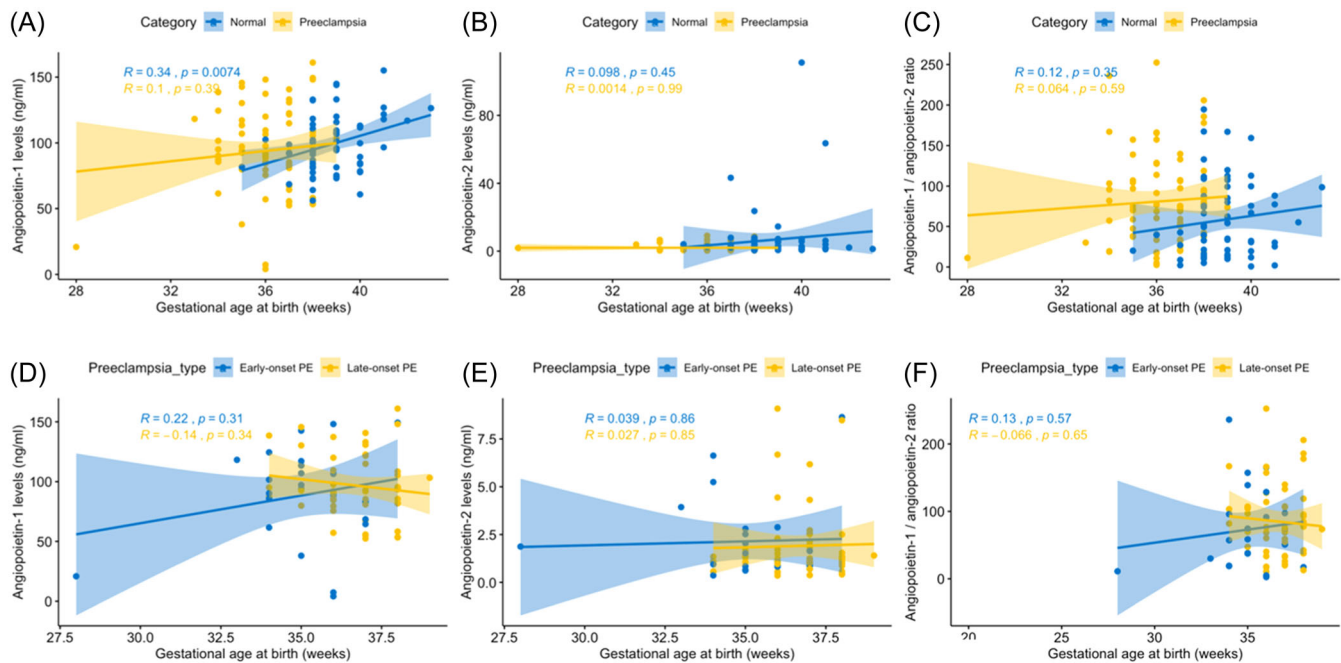 (A)
Category Normal Preeclampsia
R = 0.34 , p = 0.0074
R = 0.1 , p = 0.39
Angiopoietin-1 levels (ng/ml)
150
100
50
0
28 32 36 40
Gestational age at birth (weeks)
(B)
Category Normal Preeclampsia
R = 0.098 , p = 0.45
R = 0.0014 , p = 0.99
Angiopoietin-2 levels (ng/ml)
80
40
0
28 32 36 40
Gestational age at birth (weeks)
(C)
Category Normal Preeclampsia
R = 0.12 , p = 0.35
R = 0.064 , p = 0.59
Angiopoietin-1 / angiopoietin-2 ratio
250
200
150
100
50
0
28 32 36 40
Gestational age at birth (weeks)
(D)
Preeclampsia_type Early-onset PE Late-onset PE
R = 0.22 , p = 0.31
R = −0.14 , p = 0.34
Angiopoietin-1 levels (ng/ml)
150
100
50
0
27.5 30.0 32.5 35.0 37.5
Gestational age at birth (weeks)
(E)
Preeclampsia_type Early-onset PE Late-onset PE
R = 0.039 , p = 0.86
R = 0.027 , p = 0.85
Angiopoietin-2 levels (ng/ml)
7.5
5.0
2.5
0.0
27.5 30.0 32.5 35.0 37.5
Gestational age at birth (weeks)
(F)
Preeclampsia_type Early-onset PE Late-onset PE
R = 0.13 , p = 0.57
R = −0.066 , p = 0.65
Angiopoietin-1 / angiopoietin-2 ratio
200
100
0
20 25 30 35
Gestational age at birth (weeks)